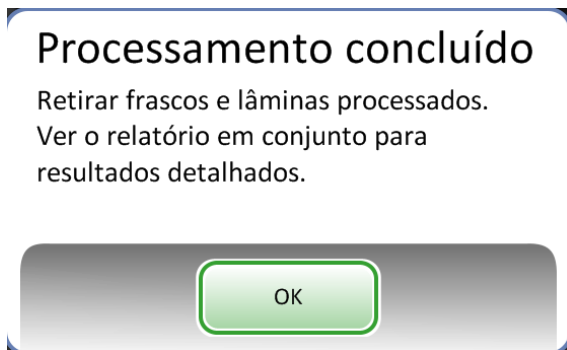 Processamento concluído
Retirar frascos e lâminas processados.
Ver o relatório em conjunto para
resultados detalhados.
OK